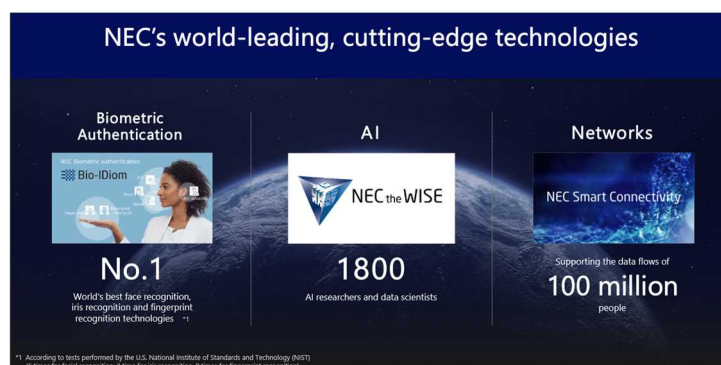 NEC's world-leading, cutting-edge technologies
Biometric
Authentication
NEC Biometric authentication
Bio-IDiom
No.1
World's best face recognition,
iris recognition and fingerprint
recognition technologies *1
AI
NEC the WISE
1800
AI researchers and data scientists
Networks
NEC Smart Connectivity
Supporting the data flows of
100 million
people
*1 According to tests performed by the U.S. National Institute of Standards and Technology (NIST)